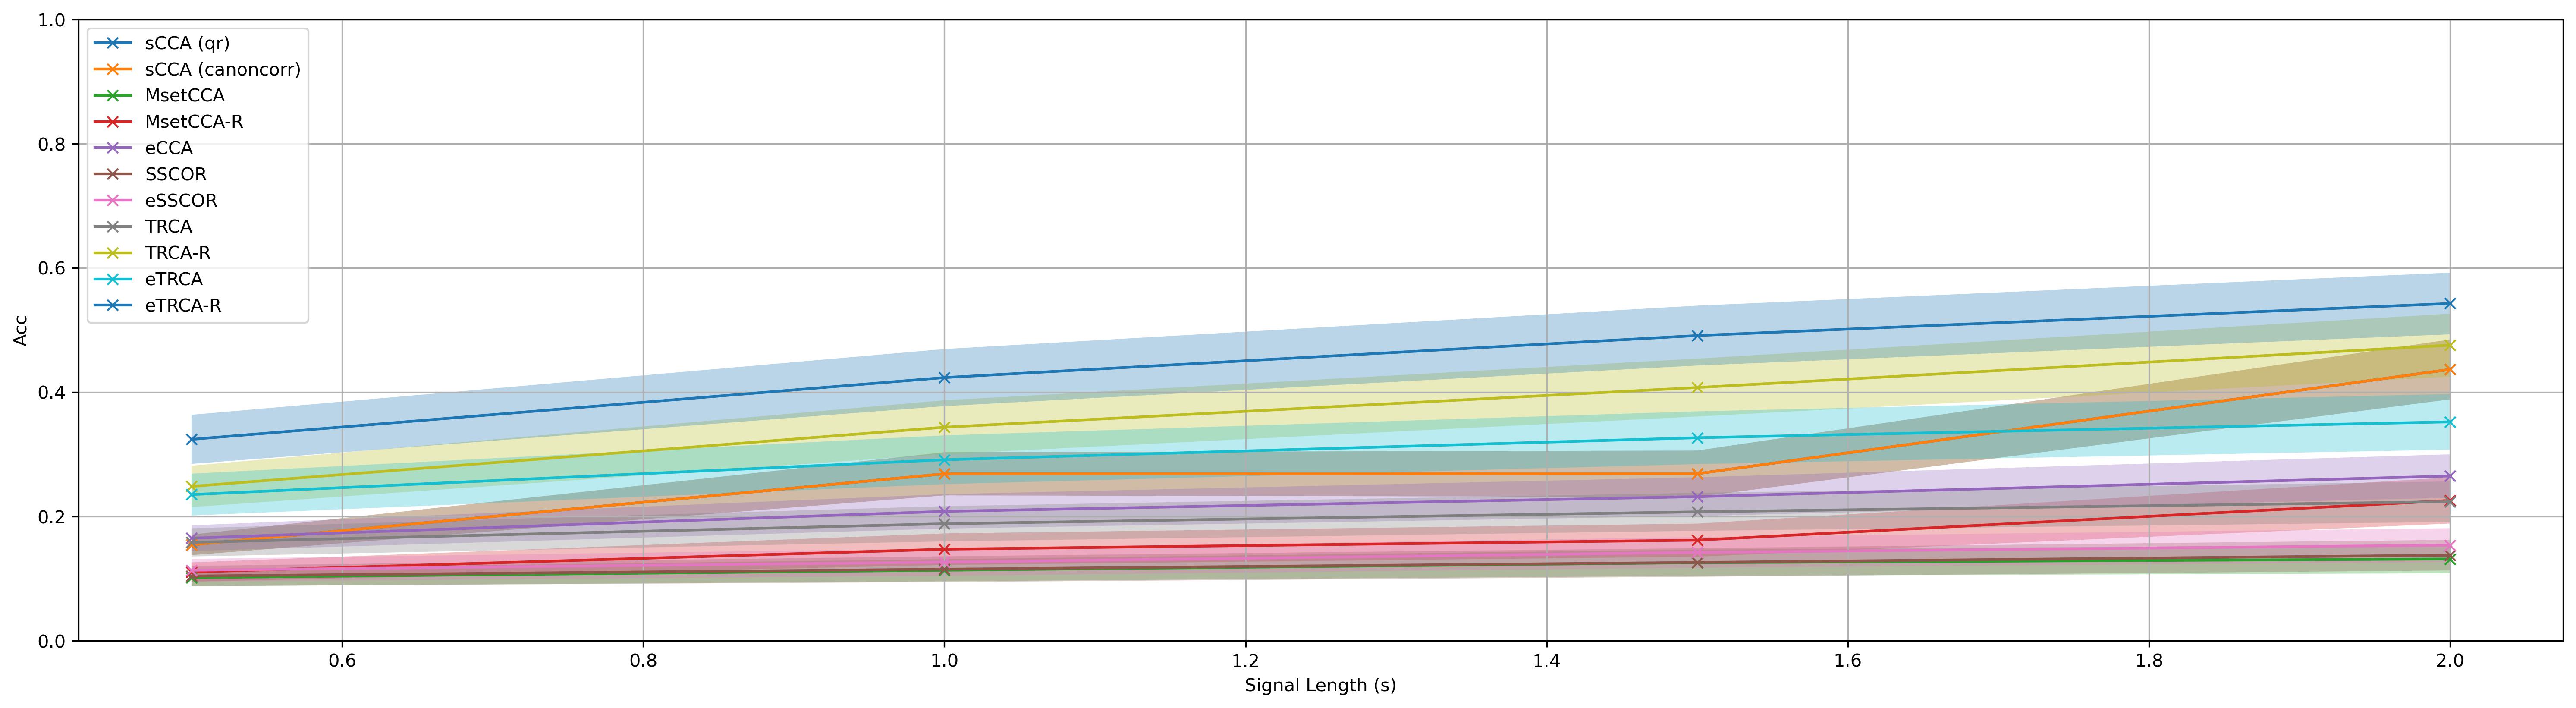 1.0
0.8
0.6
0.4
0.2
0.0
Acc
sCCA (qr)
sCCA (canoncorr)
MsetCCA
MsetCCA-R
eCCA
SSCOR
eSSCOR
TRCA
TRCA-R
eTRCA
eTRCA-R
0.6 0.8 1.0 1.2 1.4 1.6 1.8 2.0
Signal Length (s)